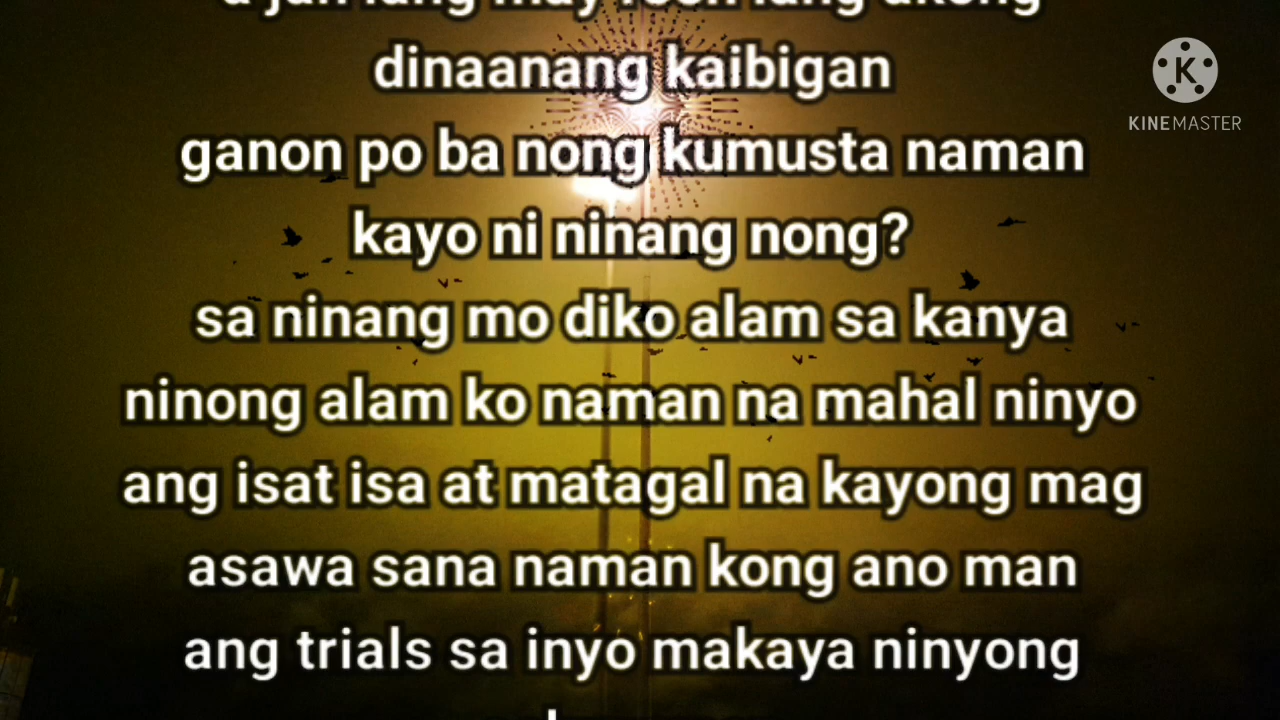 dinaanang kaibigan
ganon po ba nong kumusta naman
kayo ni ninang nong?
sa ninang mo diko alam sa kanya
ninong alam ko naman na mahal ninyo
ang isat isa at matagal na kayong mag
asawa sana naman kong ano man
ang trials sa inyo makaya ninyong
K
KINEMASTER